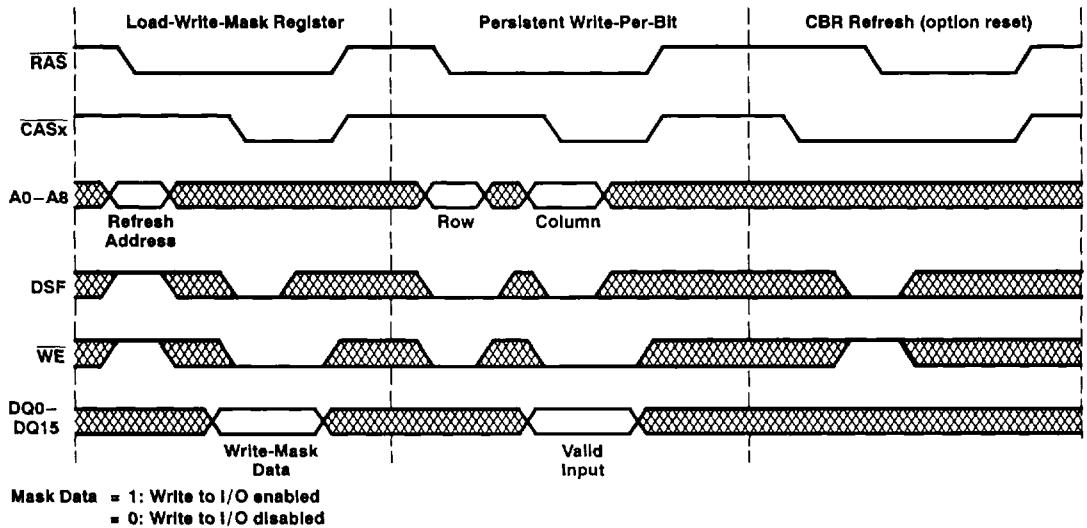 Load-Write-Mask Register
Persistent Write-Per-Bit
CBR Refresh (option reset)
RAS
CASx
A0–A8
Refresh
Address
Row
Column
DSF
WE
DQ0–
DQ15
Write-Mask
Data
Valid
Input
Mask Data = 1: Write to I/O enabled
= 0: Write to I/O disabled